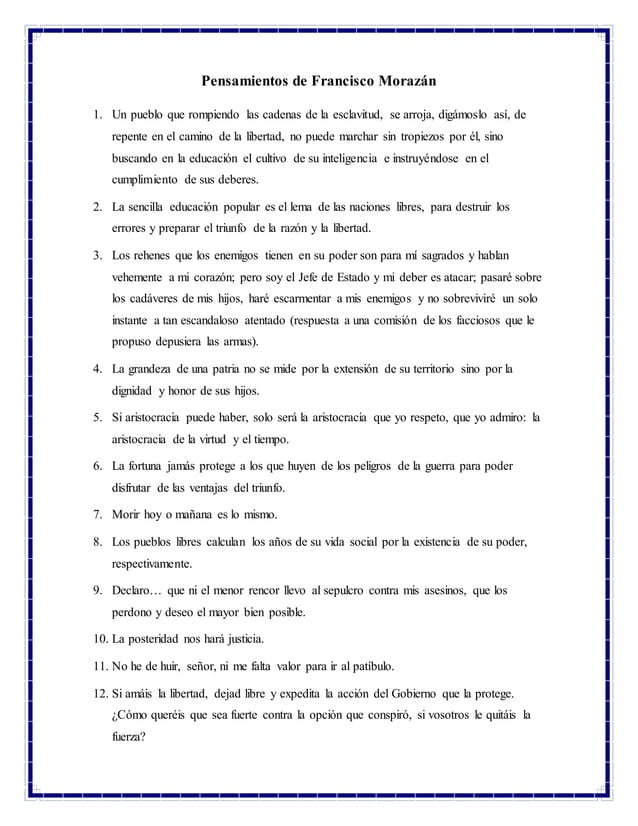 Pensamientos de Francisco Morazán
1. Un pueblo que rompiendo las cadenas de la esclavitud, se arroja, digámoslo así, de
repente en el camino de la libertad, no puede marchar sin tropiezos por él, sino
buscando en la educación el cultivo de su inteligencia e instruyéndose en el
cumplimiento de sus deberes.
2. La sencilla educación popular es el lema de las naciones libres, para destruir los
errores y preparar el triunfo de la razón y la libertad.
3. Los rehenes que los enemigos tienen en su poder son para mí sagrados y hablan
vehemente a mi corazón; pero soy el Jefe de Estado y mi deber es atacar; pasaré sobre
los cadáveres de mis hijos, haré escarmentar a mis enemigos y no sobreviviré un solo
instante a tan escandaloso atentado (respuesta a una comisión de los facciosos que le
propuso depusiera las armas).
4. La grandeza de una patria no se mide por la extensión de su territorio sino por la
dignidad y honor de sus hijos.
5. Si aristocracia puede haber, solo será la aristocracia que yo respeto, que yo admiro: la
aristocracia de la virtud y el tiempo.
6. La fortuna jamás protege a los que huyen de los peligros de la guerra para poder
disfrutar de las ventajas del triunfo.
7. Morir hoy o mañana es lo mismo.
8. Los pueblos libres calculan los años de su vida social por la existencia de su poder,
respectivamente.
9. Declaro… que ni el menor rencor llevo al sepulcro contra mis asesinos, que los
perdono y deseo el mayor bien posible.
10. La posteridad nos hará justicia.
11. No he de huir, señor, ni me falta valor para ir al patíbulo.
12. Si amáis la libertad, dejad libre y expedita la acción del Gobierno que la protege.
¿Cómo queréis que sea fuerte contra la opción que conspiró, si vosotros le quitáis la
fuerza?